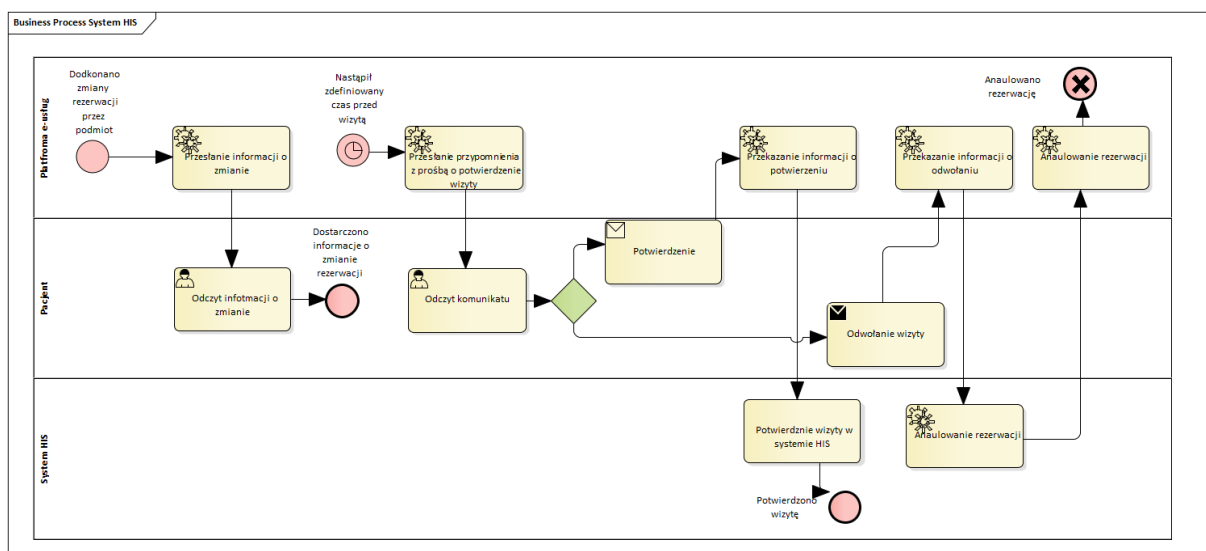 Business Process System HIS
Platfroma e-usług
Dodkonano
zmiany
rezerwacji
przez
podmiot
Przesłanie informacji o
zmianie
Nastąpił
zdefiniowany
czas przed
wizytą
Przesłanie przypomnienia
z prośbą o potwierdzenie
wizyty
Przekazanie informacji o
potwierzeniu
Przekazanie informacji o
odwołaniu
Anaulowano
rezerwację
Anaulowanie rezerwacji
Pacjent
Odczyt infotmacji o
zmianie
Dostarczono
informacje o
zmianie
rezerwacji
Odczyt komunikatu
Potwierdzenie
Odwołanie wizyty
System HIS
Potwierdznie wizyty w
systemie HIS
Potwierdzono
wizytę
Anaulowanie rezerwacji